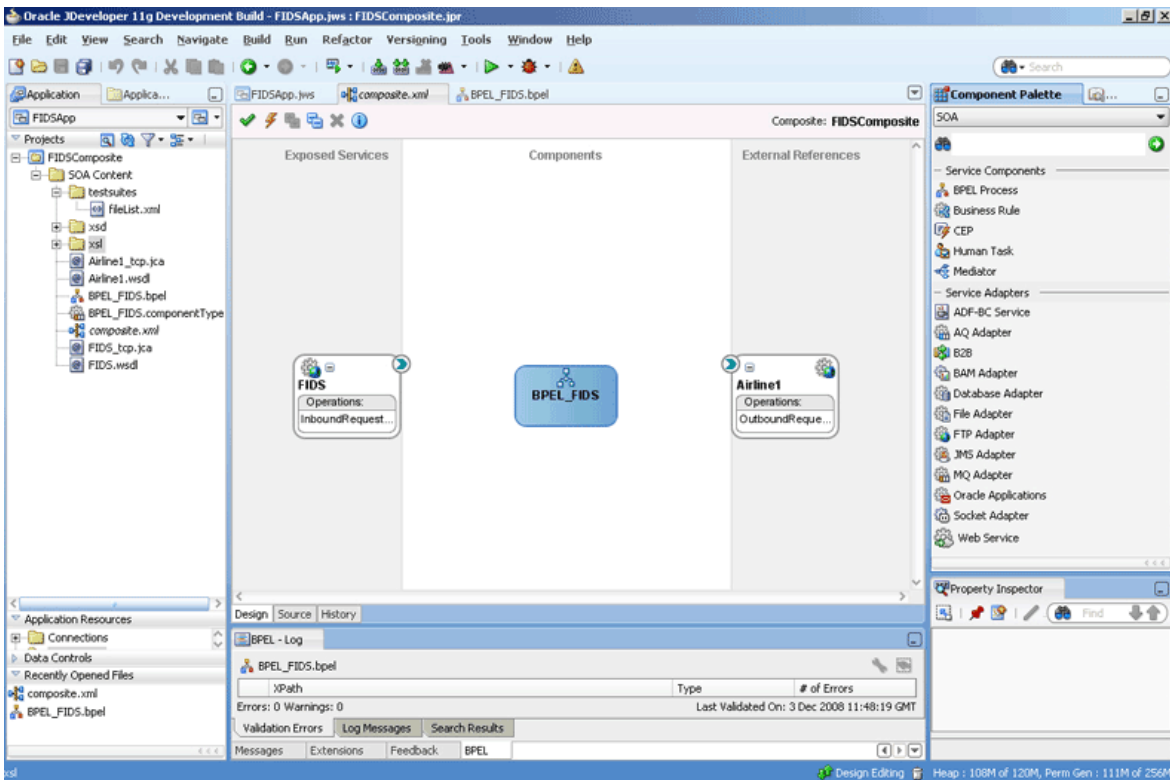 Oracle JDeveloper 11g Development Build - FIDSApp.jws : FIDSComposite.jpr
File Edit View Search Navigate Build Run Refactor Versioning Tools Window Help
Search
Application Applica...
FIDSApp
Projects
FIDSComposite
SOA Content
testsuites
fileList.xml
xsd
xsl
Airline1_tcp.jca
Airline1.wsdl
BPEL_FIDS.bpel
BPEL_FIDS.componentType
composite.xml
FIDS_tcp.jca
FIDS.wsdl
Application Resources
Connections
Data Controls
Recently Opened Files
composite.xml
BPEL_FIDS.bpel
FIDSApp.jws composite.xml BPEL_FIDS.bpel
Composite: FIDSComposite
Exposed Services Components External References
FIDS
Operations:
InboundRequest...
BPEL_FIDS
Airline1
Operations:
OutboundReque...
Design Source History
BPEL - Log
BPEL_FIDS.bpel
XPath Type # of Errors
Errors: 0 Warnings: 0 Last Validated On: 3 Dec 2008 11:48:19 GMT
Validation Errors Log Messages Search Results
Messages Extensions Feedback BPEL
Component Palette
SOA
Service Components
BPEL Process
Business Rule
CEP
Human Task
Mediator
Service Adapters
ADF-BC Service
AQ Adapter
B2B
BAM Adapter
Database Adapter
File Adapter
FTP Adapter
JMS Adapter
MQ Adapter
Oracle Applications
Socket Adapter
Web Service
Property Inspector
Find
xsl Design Editing Heap : 108M of 120M, Perm Gen : 111M of 256M